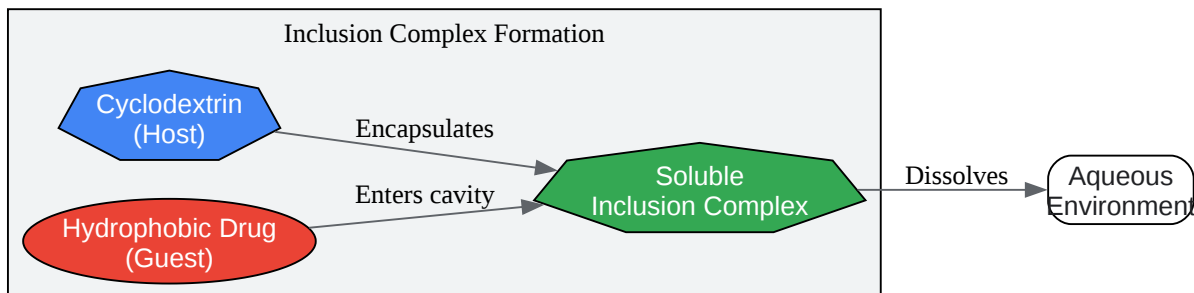 Inclusion Complex Formation
Cyclodextrin
(Host)
Encapsulates
Enters cavity
Hydrophobic Drug
(Guest)
Soluble
Inclusion Complex
Dissolves
Aqueous
Environment